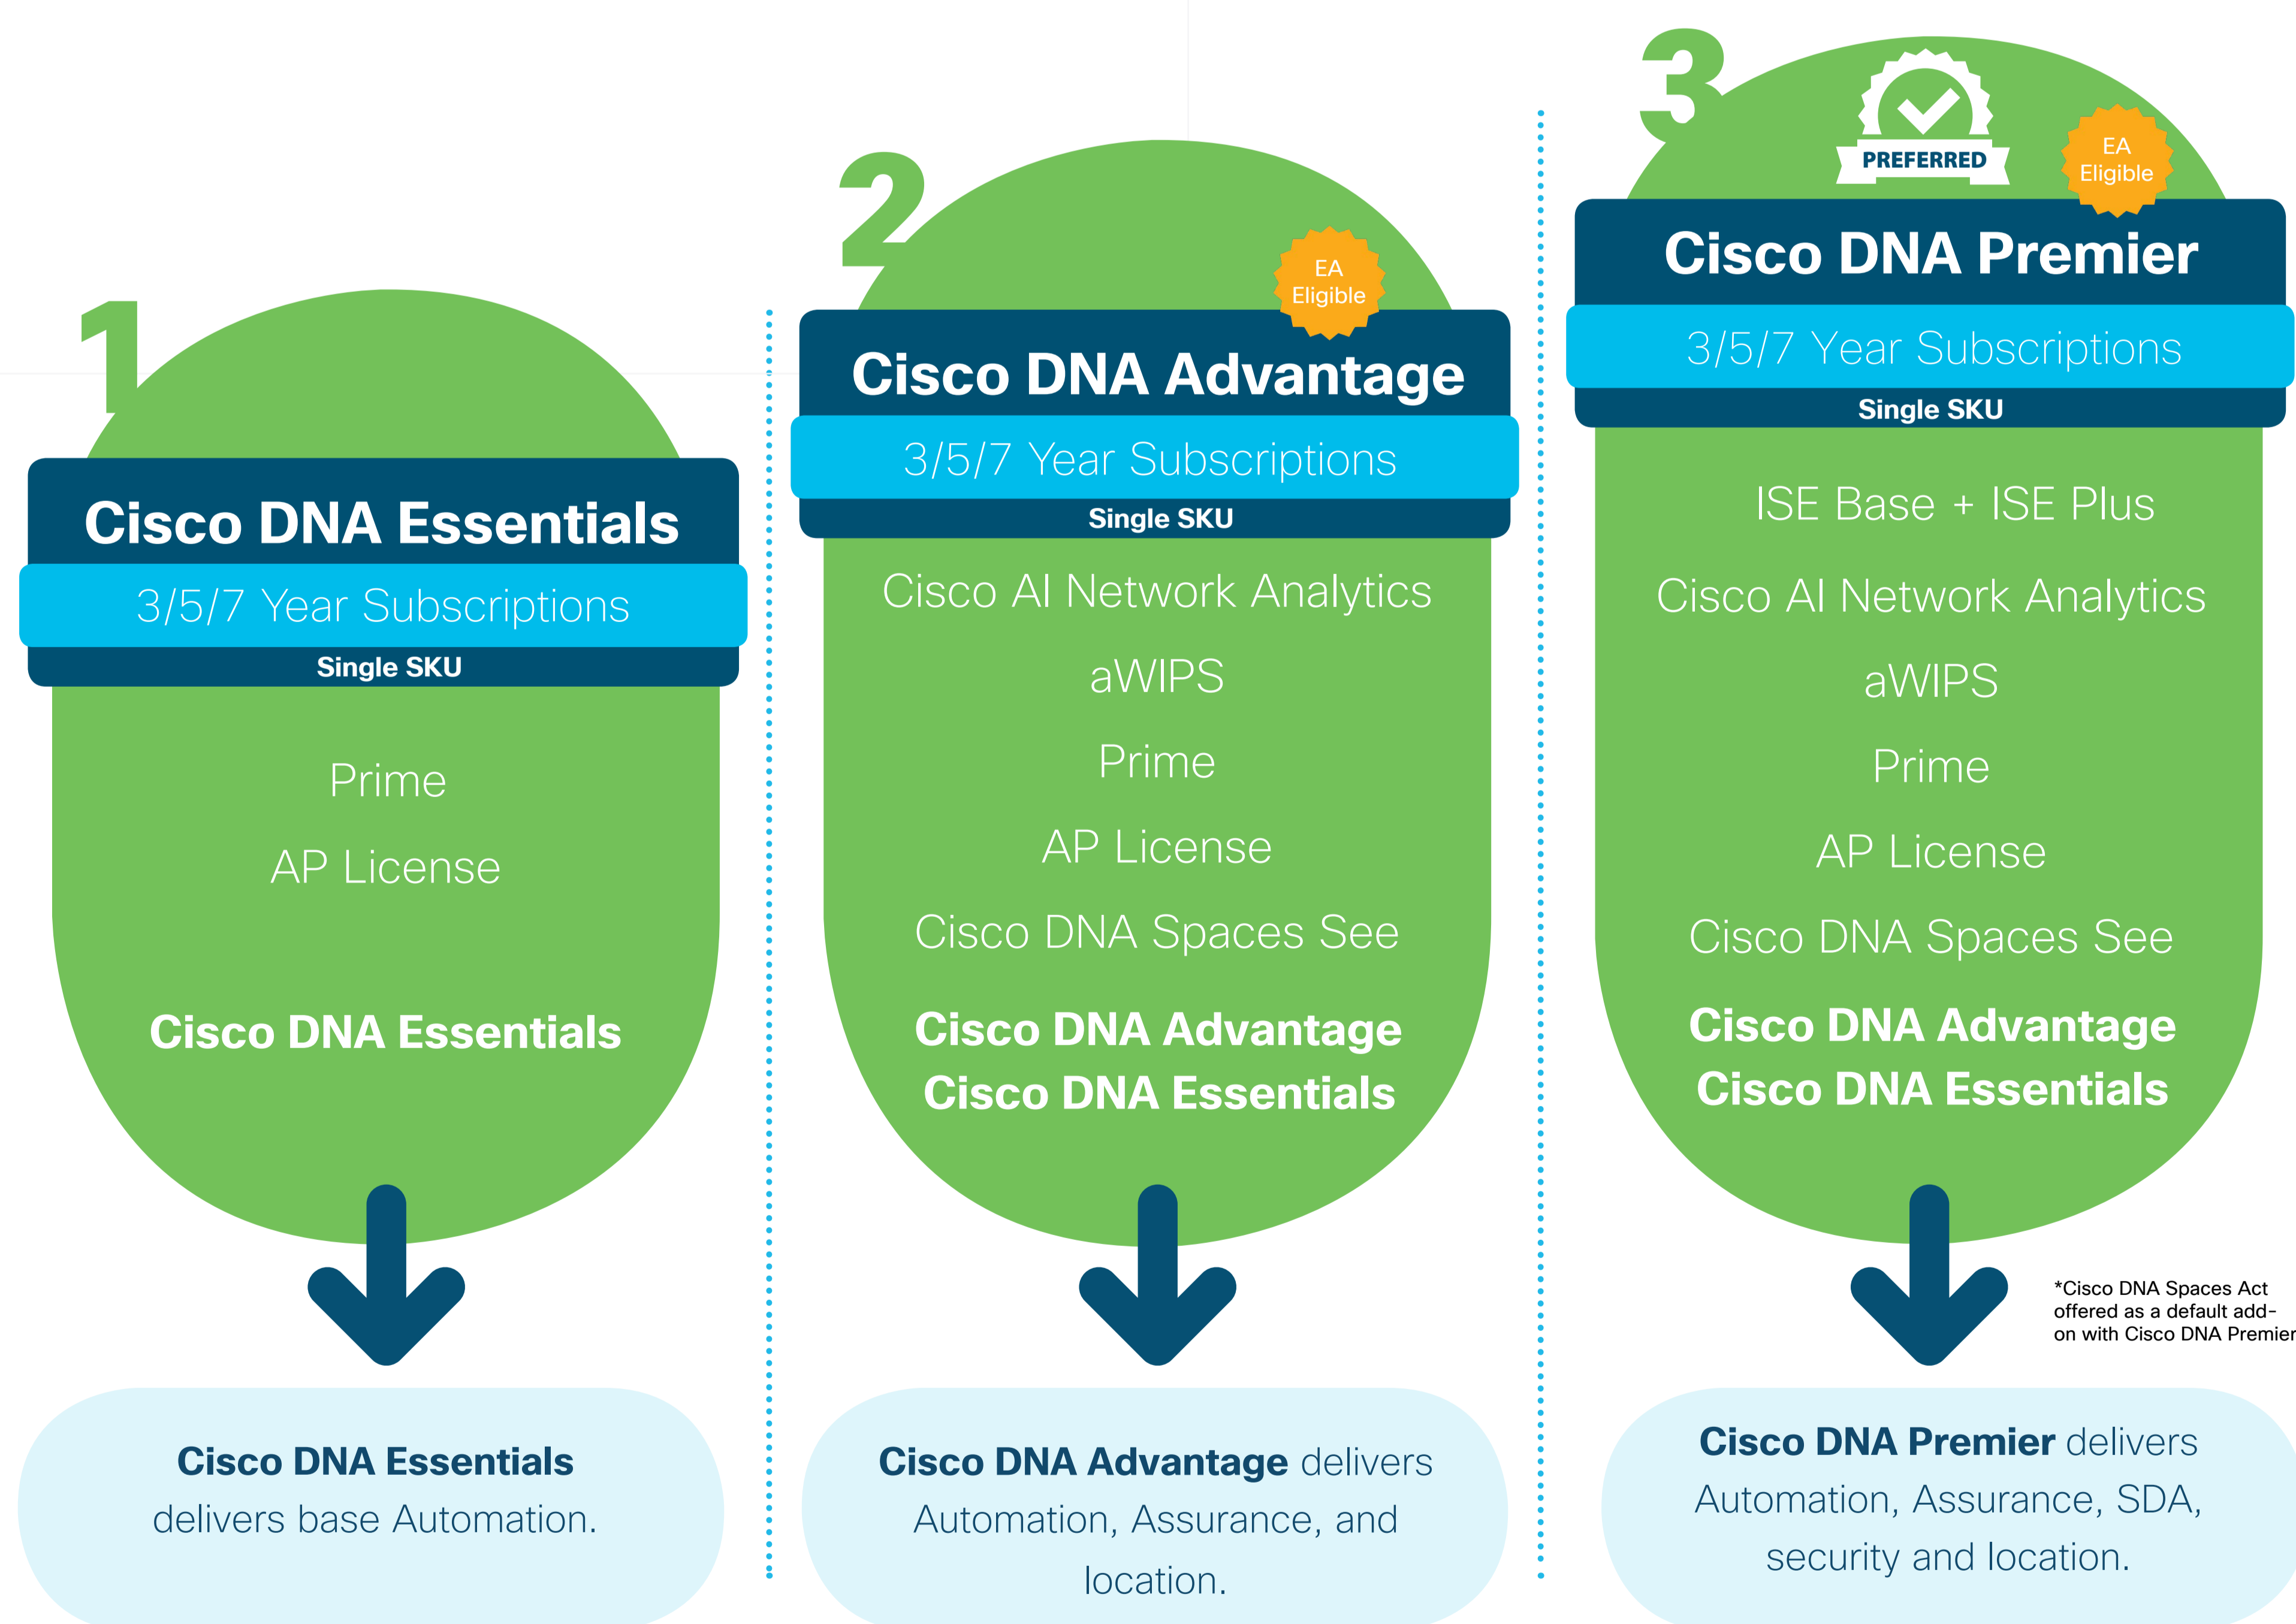 1
Cisco DNA Essentials
3/5/7 Year Subscriptions
Single SKU
Prime
AP License
Cisco DNA Essentials
Cisco DNA Essentials
delivers base Automation.
2
EA
Eligible
Cisco DNA Advantage
3/5/7 Year Subscriptions
Single SKU
Cisco AI Network Analytics
aWIPS
Prime
AP License
Cisco DNA Spaces See
Cisco DNA Advantage
Cisco DNA Essentials
Cisco DNA Advantage delivers
Automation, Assurance, and
location.
3
PREFERRED
EA
Eligible
Cisco DNA Premier
3/5/7 Year Subscriptions
Single SKU
ISE Base + ISE Plus
Cisco AI Network Analytics
aWIPS
Prime
AP License
Cisco DNA Spaces See
Cisco DNA Advantage
Cisco DNA Essentials
*Cisco DNA Spaces Act
offered as a default add-
on with Cisco DNA Premier
Cisco DNA Premier delivers
Automation, Assurance, SDA,
security and location.